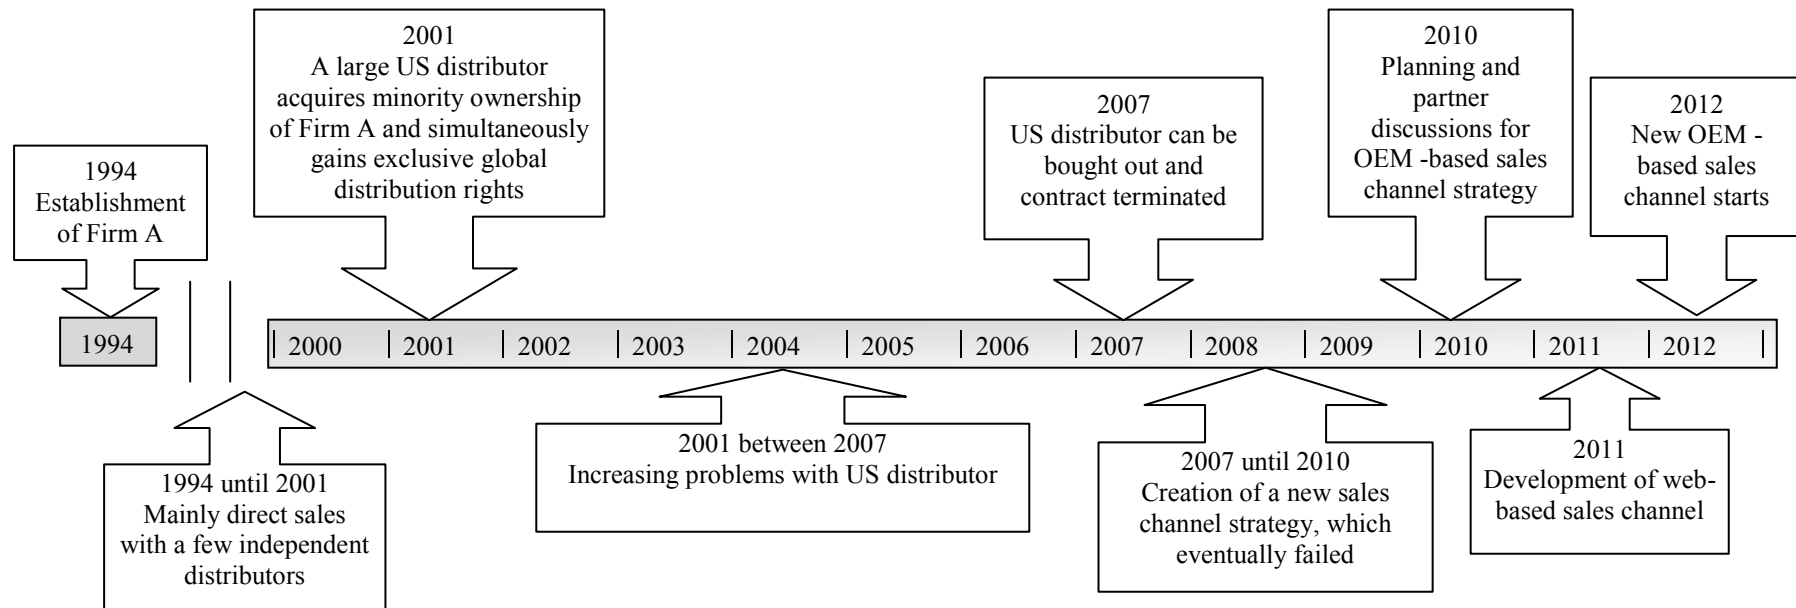 1994
Establishment
of Firm A
2001
A large US distributor
acquires minority ownership
of Firm A and simultaneously
gains exclusive global
distribution rights
2007
US distributor can be
bought out and
contract terminated
2010
Planning and
partner
discussions for
OEM -based sales
channel strategy
2012
New OEM -
based sales
channel starts
1994
2000
2001
2002
2003
2004
2005
2006
2007
2008
2009
2010
2011
2012
1994 until 2001
Mainly direct sales
with a few independent
distributors
2001 between 2007
Increasing problems with US distributor
2007 until 2010
Creation of a new sales
channel strategy, which
eventually failed
2011
Development of web-
based sales channel